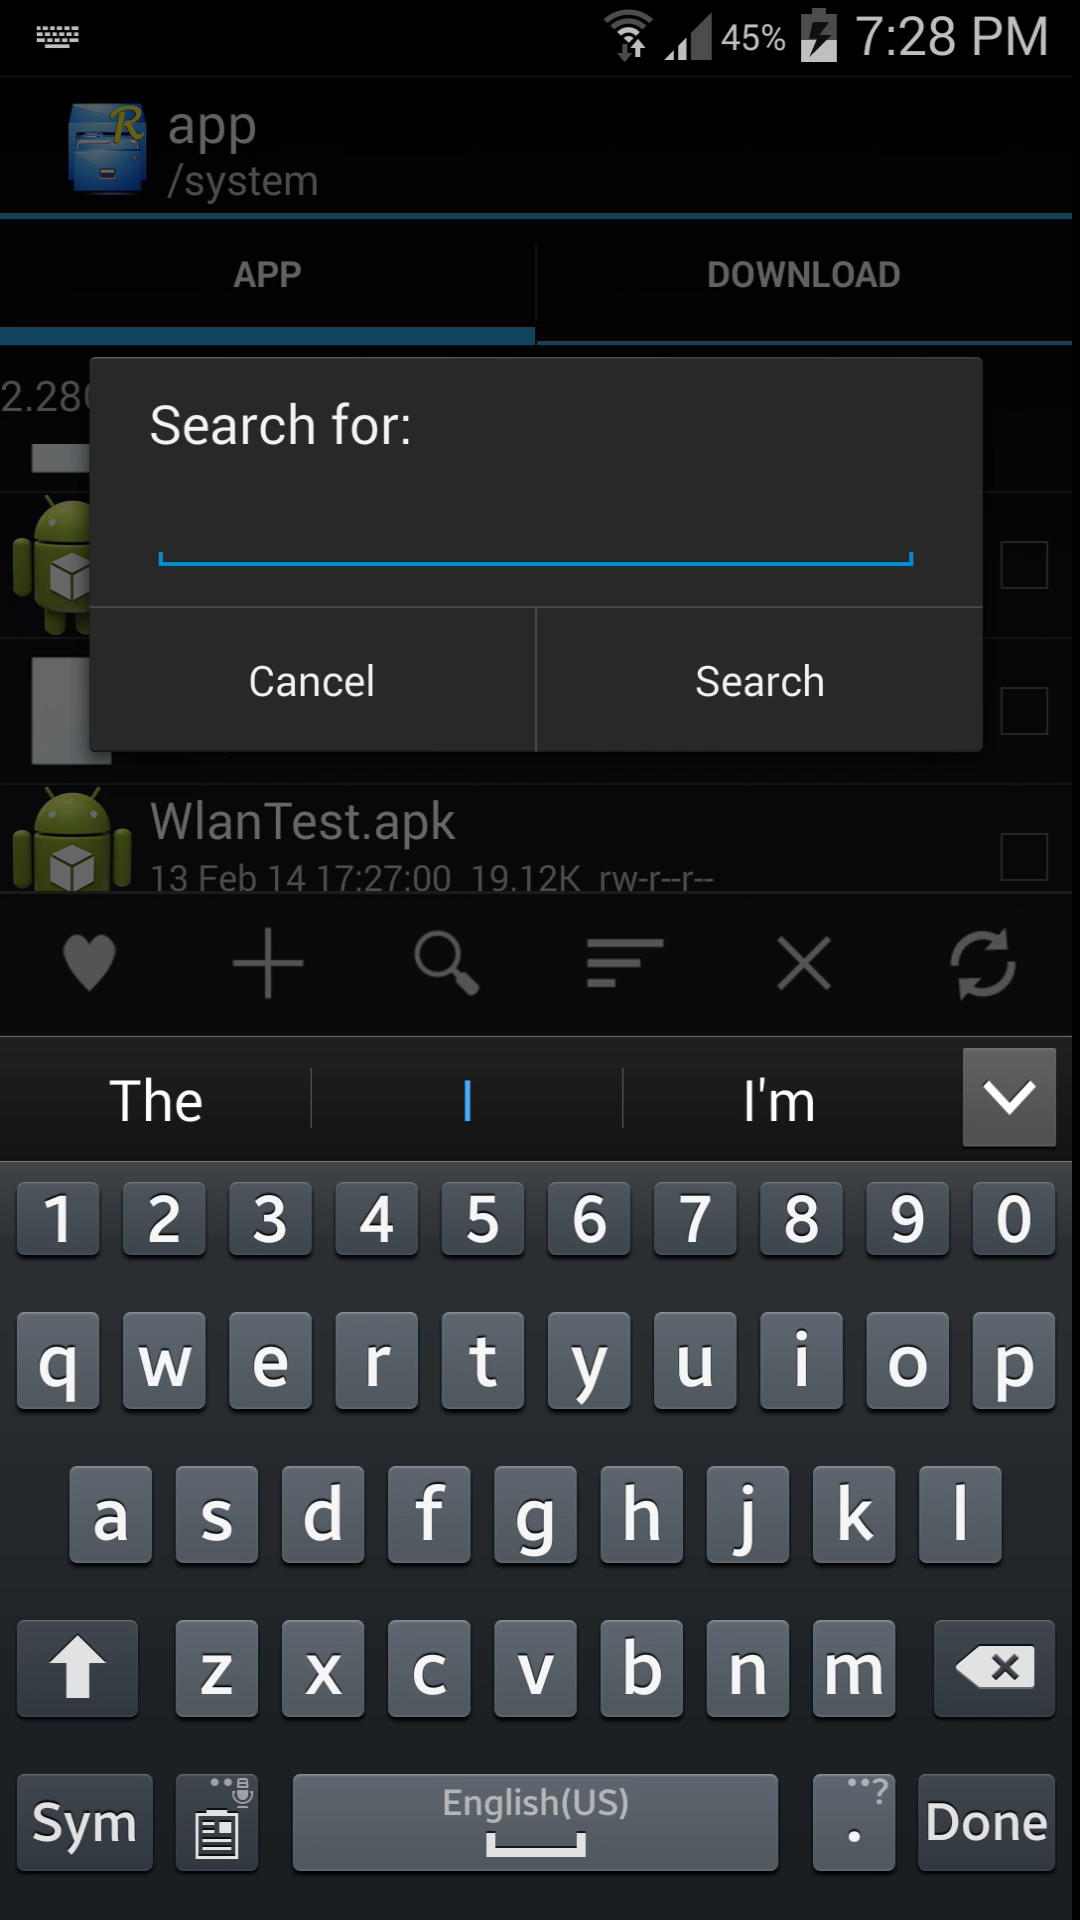 45% 7:28 PM
app
/system
APP DOWNLOAD
2.28
Search for:
Cancel Search
WlanTest.apk
13 Feb 14 17:27:00 19.12K rw-r--r--
The I I'm
1 2 3 4 5 6 7 8 9 0
q w e r t y u i o p
a s d f g h j k l
z x c v b n m
Sym English(US) . ? Done